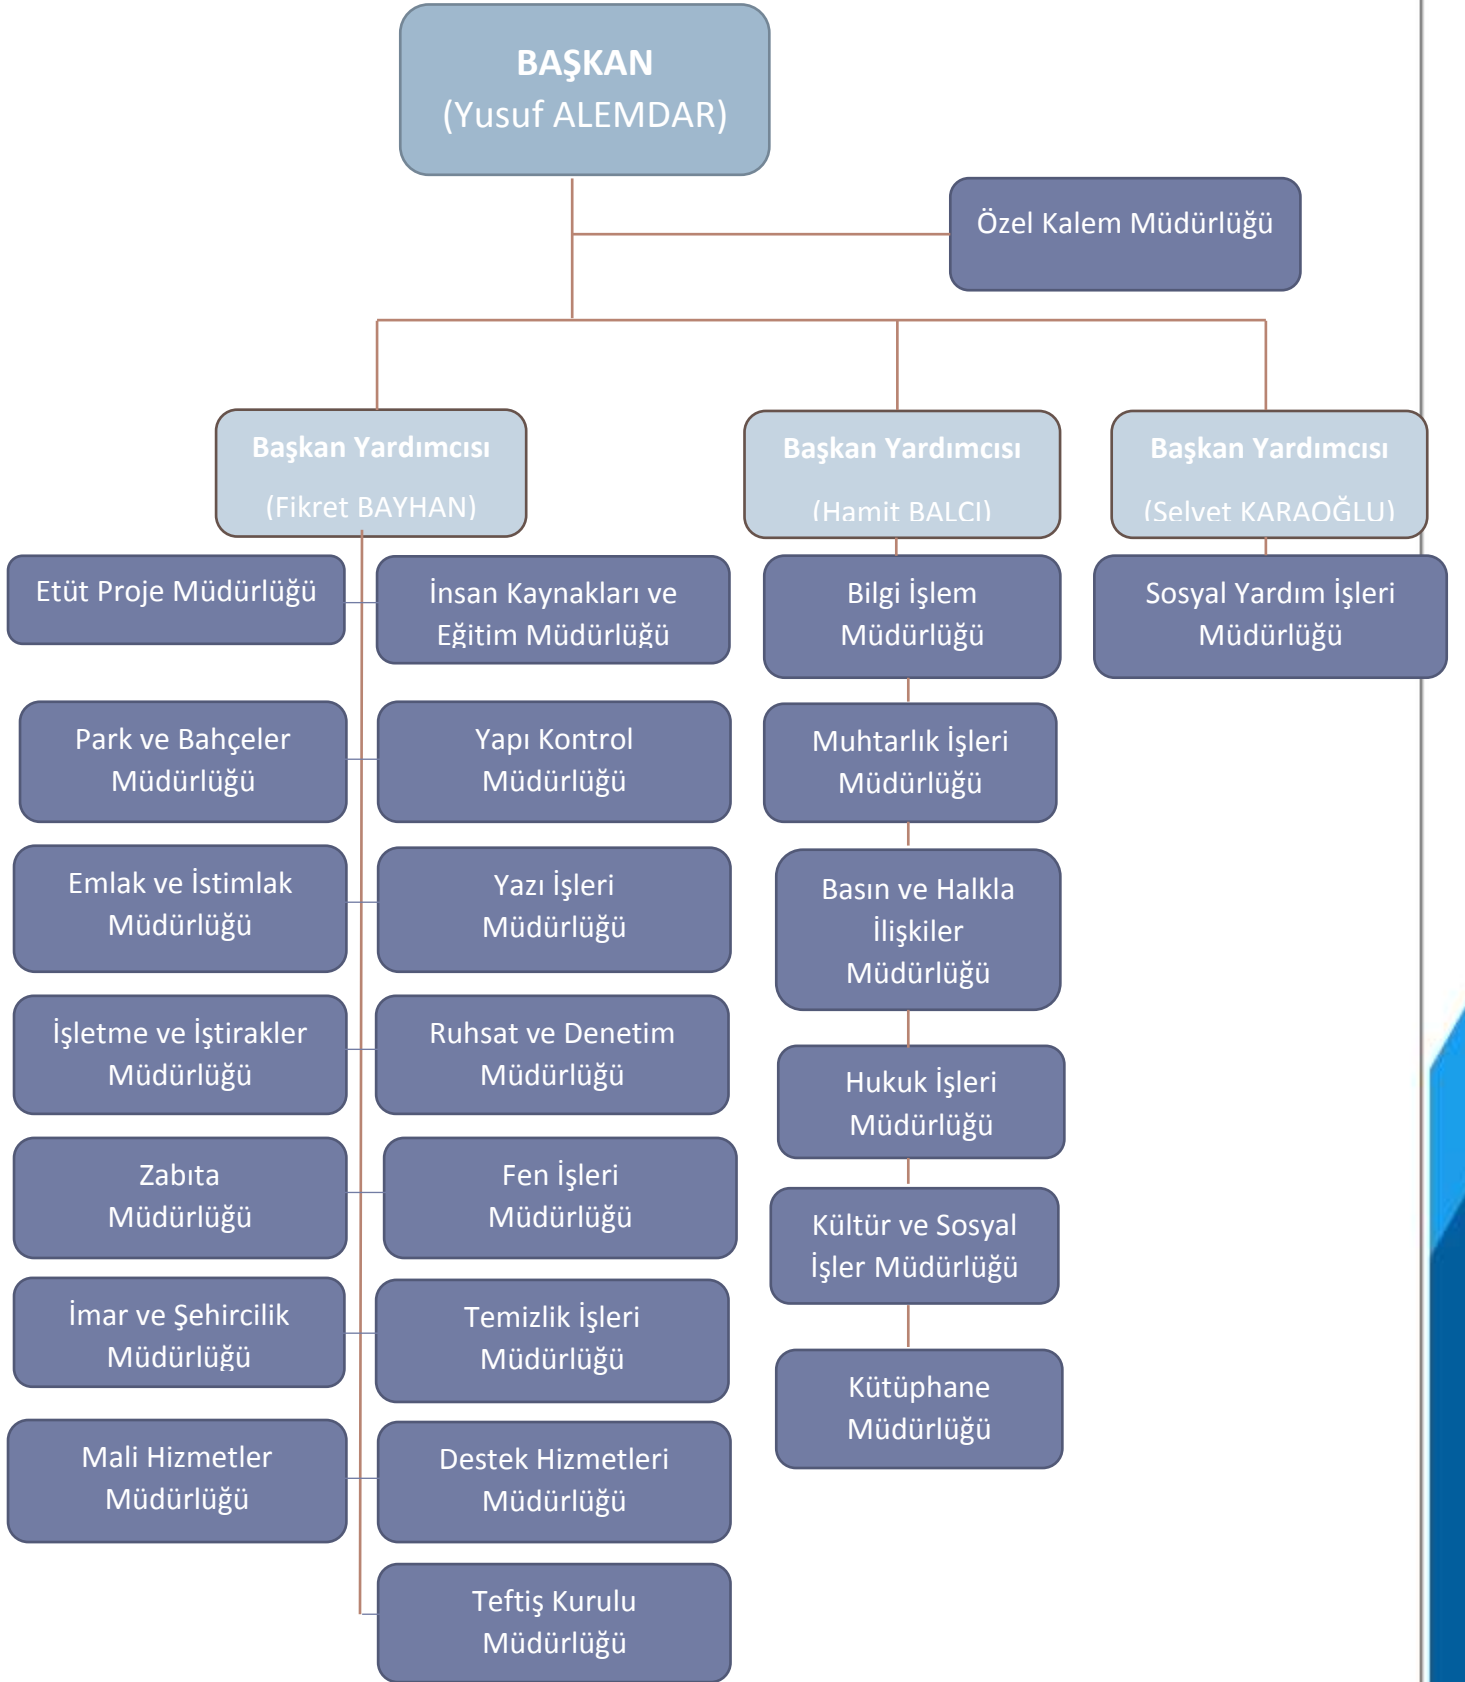 BAŞKAN
(Yusuf ALEMDAR)
Özel Kalem Müdürlüğü
Başkan Yardımcısı
(Fikret BAYHAN)
Başkan Yardımcısı
(Hamit BALCI)
Başkan Yardımcısı
(Selvet KARAOĞLU)
Etüt Proje Müdürlüğü
İnsan Kaynakları ve
Eğitim Müdürlüğü
Park ve Bahçeler
Müdürlüğü
Yapı Kontrol
Müdürlüğü
Emlak ve İstimlak
Müdürlüğü
Yazı İşleri
Müdürlüğü
İşletme ve İştirakler
Müdürlüğü
Ruhsat ve Denetim
Müdürlüğü
Zabıta
Müdürlüğü
Fen İşleri
Müdürlüğü
İmar ve Şehircilik
Müdürlüğü
Temizlik İşleri
Müdürlüğü
Mali Hizmetler
Müdürlüğü
Destek Hizmetleri
Müdürlüğü
Teftiş Kurulu
Müdürlüğü
Bilgi İşlem
Müdürlüğü
Muhtarlık İşleri
Müdürlüğü
Basın ve Halkla
İlişkiler
Müdürlüğü
Hukuk İşleri
Müdürlüğü
Kültür ve Sosyal
İşler Müdürlüğü
Kütüphane
Müdürlüğü
Sosyal Yardım İşleri
Müdürlüğü